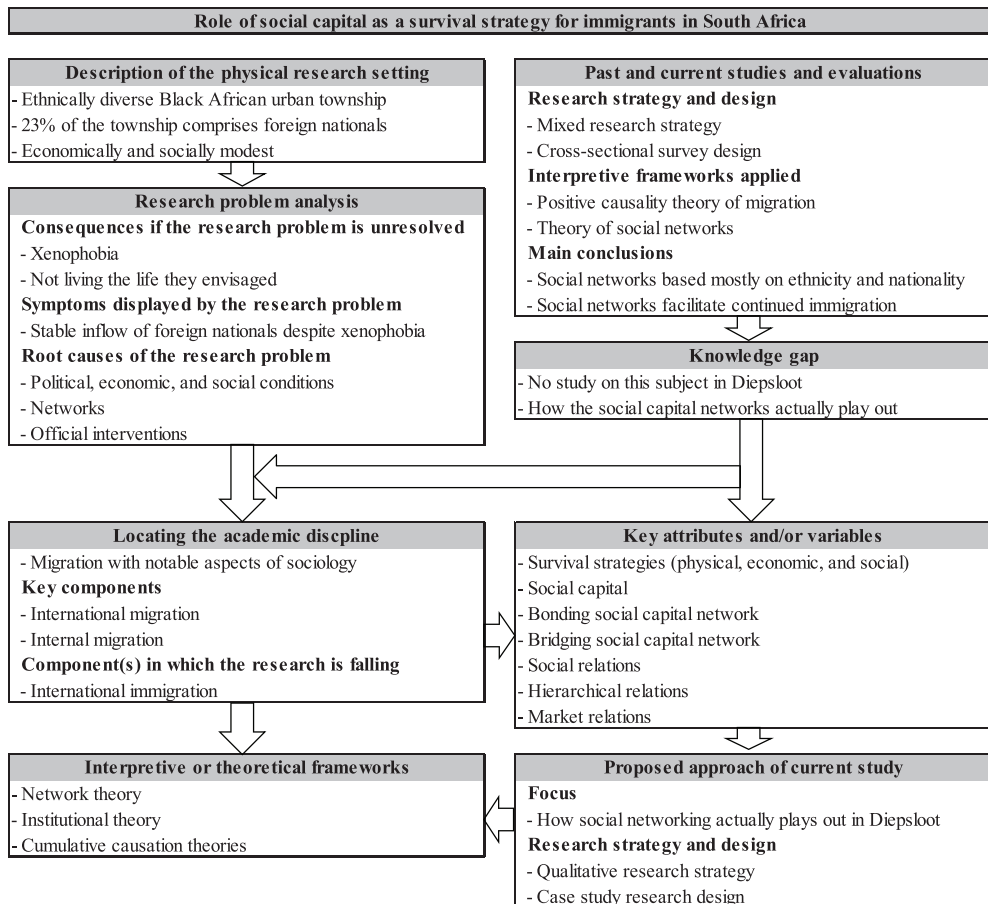 Role of social capital as a survival strategy for immigrants in South Africa
Description of the physical research setting
- Ethnically diverse Black African urban township
- 23% of the township comprises foreign nationals
- Economically and socially modest
Research problem analysis
Consequences if the research problem is unresolved
- Xenophobia
- Not living the life they envisaged
Symptoms displayed by the research problem
- Stable inflow of foreign nationals despite xenophobia
Root causes of the research problem
- Political, economic, and social conditions
- Networks
- Official interventions
Past and current studies and evaluations
Research strategy and design
- Mixed research strategy
- Cross-sectional survey design
Interpretive frameworks applied
- Positive causality theory of migration
- Theory of social networks
Main conclusions
- Social networks based mostly on ethnicity and nationality
- Social networks facilitate continued immigration
Knowledge gap
- No study on this subject in Diepsloot
- How the social capital networks actually play out
Locating the academic discpline
- Migration with notable aspects of sociology
Key components
- International migration
- Internal migration
Component(s) in which the research is falling
- International immigration
Key attributes and/or variables
- Survival strategies (physical, economic, and social)
- Social capital
- Bonding social capital network
- Bridging social capital network
- Social relations
- Hierarchical relations
- Market relations
Interpretive or theoretical frameworks
- Network theory
- Institutional theory
- Cumulative causation theories
Proposed approach of current study
Focus
- How social networking actually plays out in Diepsloot
Research strategy and design
- Qualitative research strategy
- Case study research design